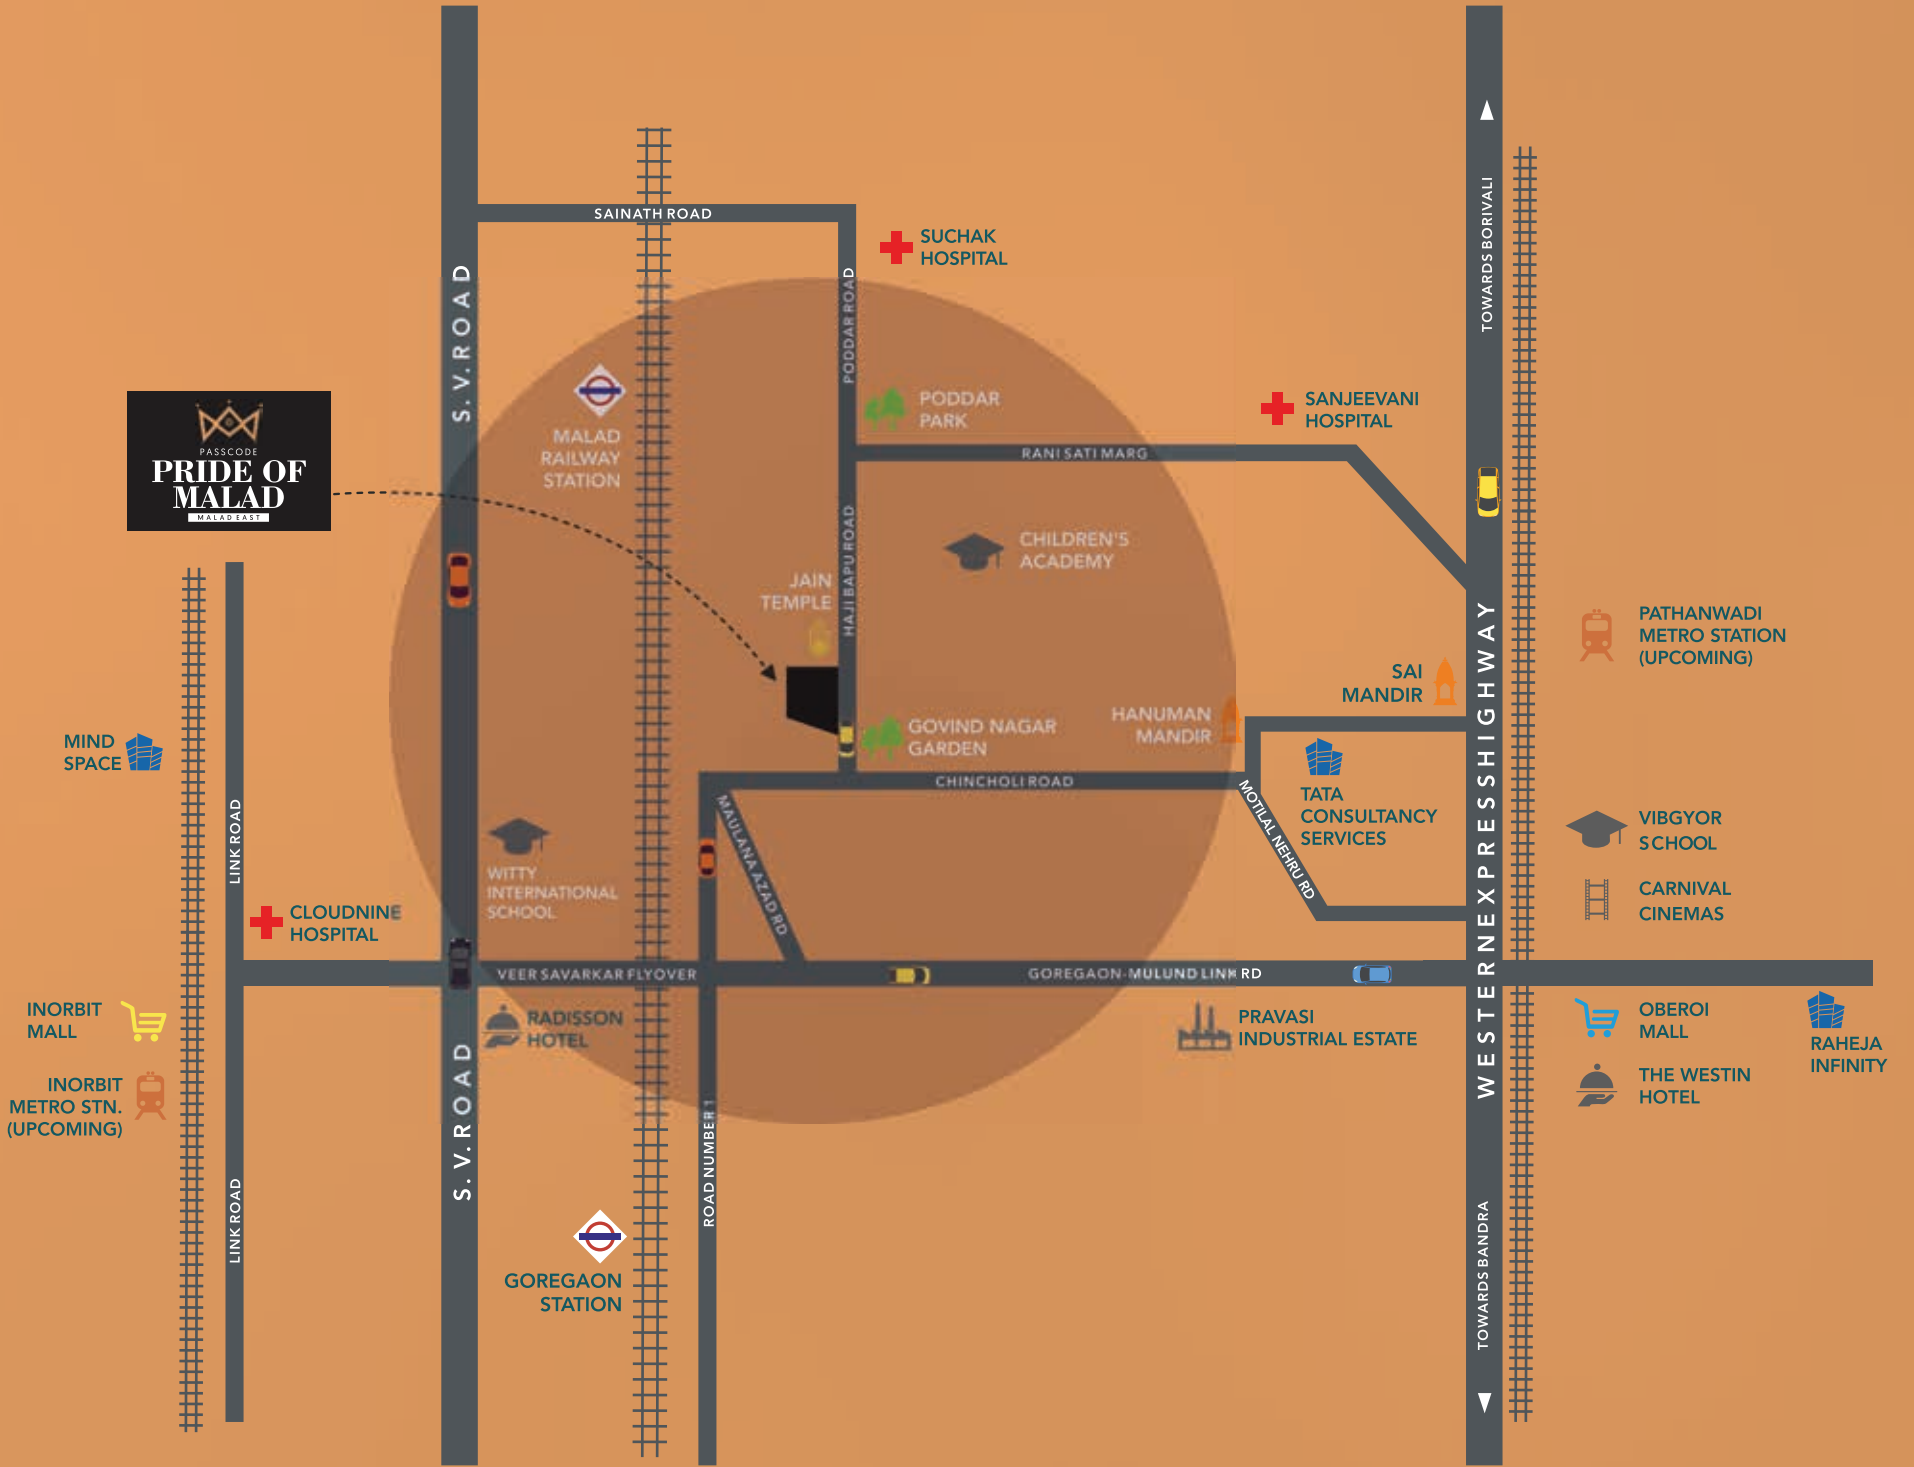 SAINATH ROAD
SUCHAK
HOSPITAL
TOWARDS BORIVALI
S. V. ROAD
PODDAR ROAD
MALAD
RAILWAY
STATION
PODDAR
PARK
SANJEEVANI
HOSPITAL
RANI SATI MARG
PASSCODE
PRIDE OF
MALAD
MALAD EAST
HAJI BAPU ROAD
CHILDREN'S
ACADEMY
JAIN
TEMPLE
PATHANWADI
METRO STATION
(UPCOMING)
SAI
MANDIR
HANUMAN
MANDIR
GOVIND NAGAR
GARDEN
WESTERN EXPRESS HIGHWAY
MIND
SPACE
CHINCHOLI ROAD
TATA
CONSULTANCY
SERVICES
MOTILAL NEHRU RD
LINK ROAD
MAULANA AZAD RD
VIBGYOR
SCHOOL
WITTY
INTERNATIONAL
SCHOOL
CARNIVAL
CINEMAS
CLOUDNINE
HOSPITAL
VEER SAVARKAR FLYOVER
GOREGAON-MULUND LINK RD
INORBIT
MALL
RADISSON
HOTEL
PRAVASI
INDUSTRIAL ESTATE
OBEROI
MALL
RAHEJA
INFINITY
INORBIT
METRO STN.
(UPCOMING)
THE WESTIN
HOTEL
S. V. ROAD
ROAD NUMBER 1
LINK ROAD
GOREGAON
STATION
TOWARDS BANDRA